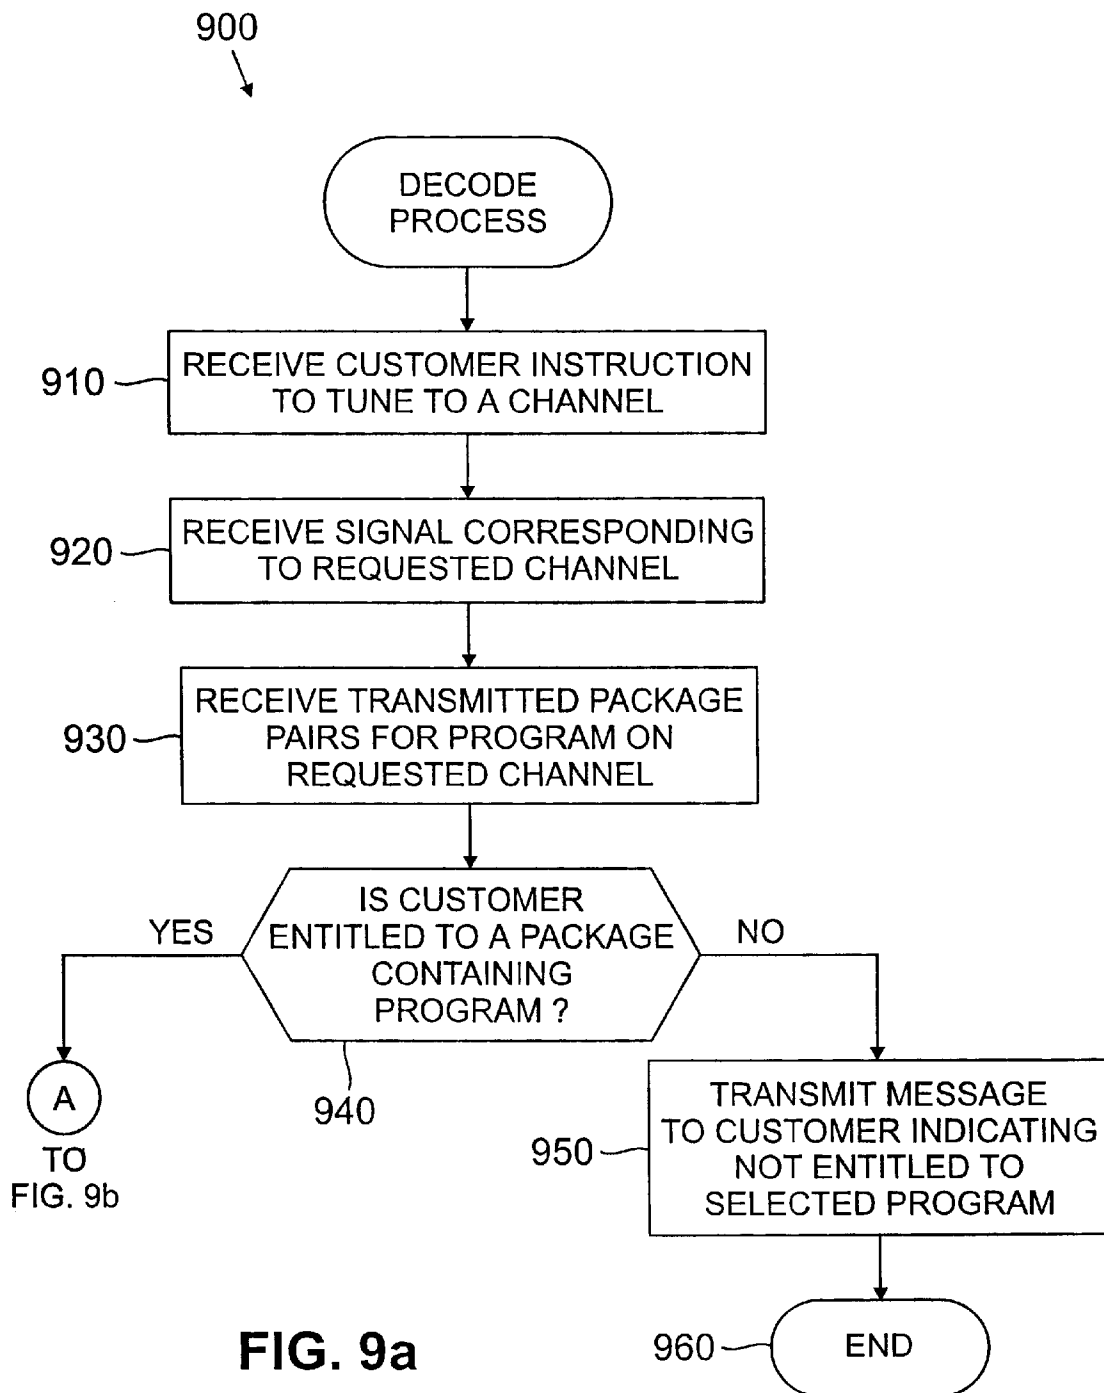 900
DECODE
PROCESS
910
RECEIVE CUSTOMER INSTRUCTION
TO TUNE TO A CHANNEL
920
RECEIVE SIGNAL CORRESPONDING
TO REQUESTED CHANNEL
930
RECEIVE TRANSMITTED PACKAGE
PAIRS FOR PROGRAM ON
REQUESTED CHANNEL
IS CUSTOMER
ENTITLED TO A PACKAGE
CONTAINING
PROGRAM ?
YES
NO
940
A
TO
FIG. 9b
950
TRANSMIT MESSAGE
TO CUSTOMER INDICATING
NOT ENTITLED TO
SELECTED PROGRAM
960
END
FIG. 9a